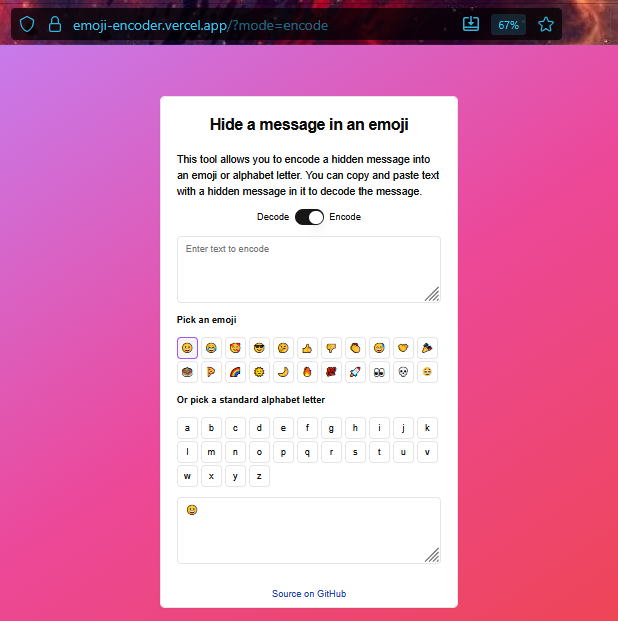 emoji-encoder.vercel.app/?mode=encode
67%
Hide a message in an emoji
This tool allows you to encode a hidden message into
an emoji or alphabet letter. You can copy and paste text
with a hidden message in it to decode the message.
Decode Encode
Enter text to encode
Pick an emoji
Or pick a standard alphabet letter
a b c d e f g h i j k
l m n o p q r s t u v
w x y z
Source on GitHub